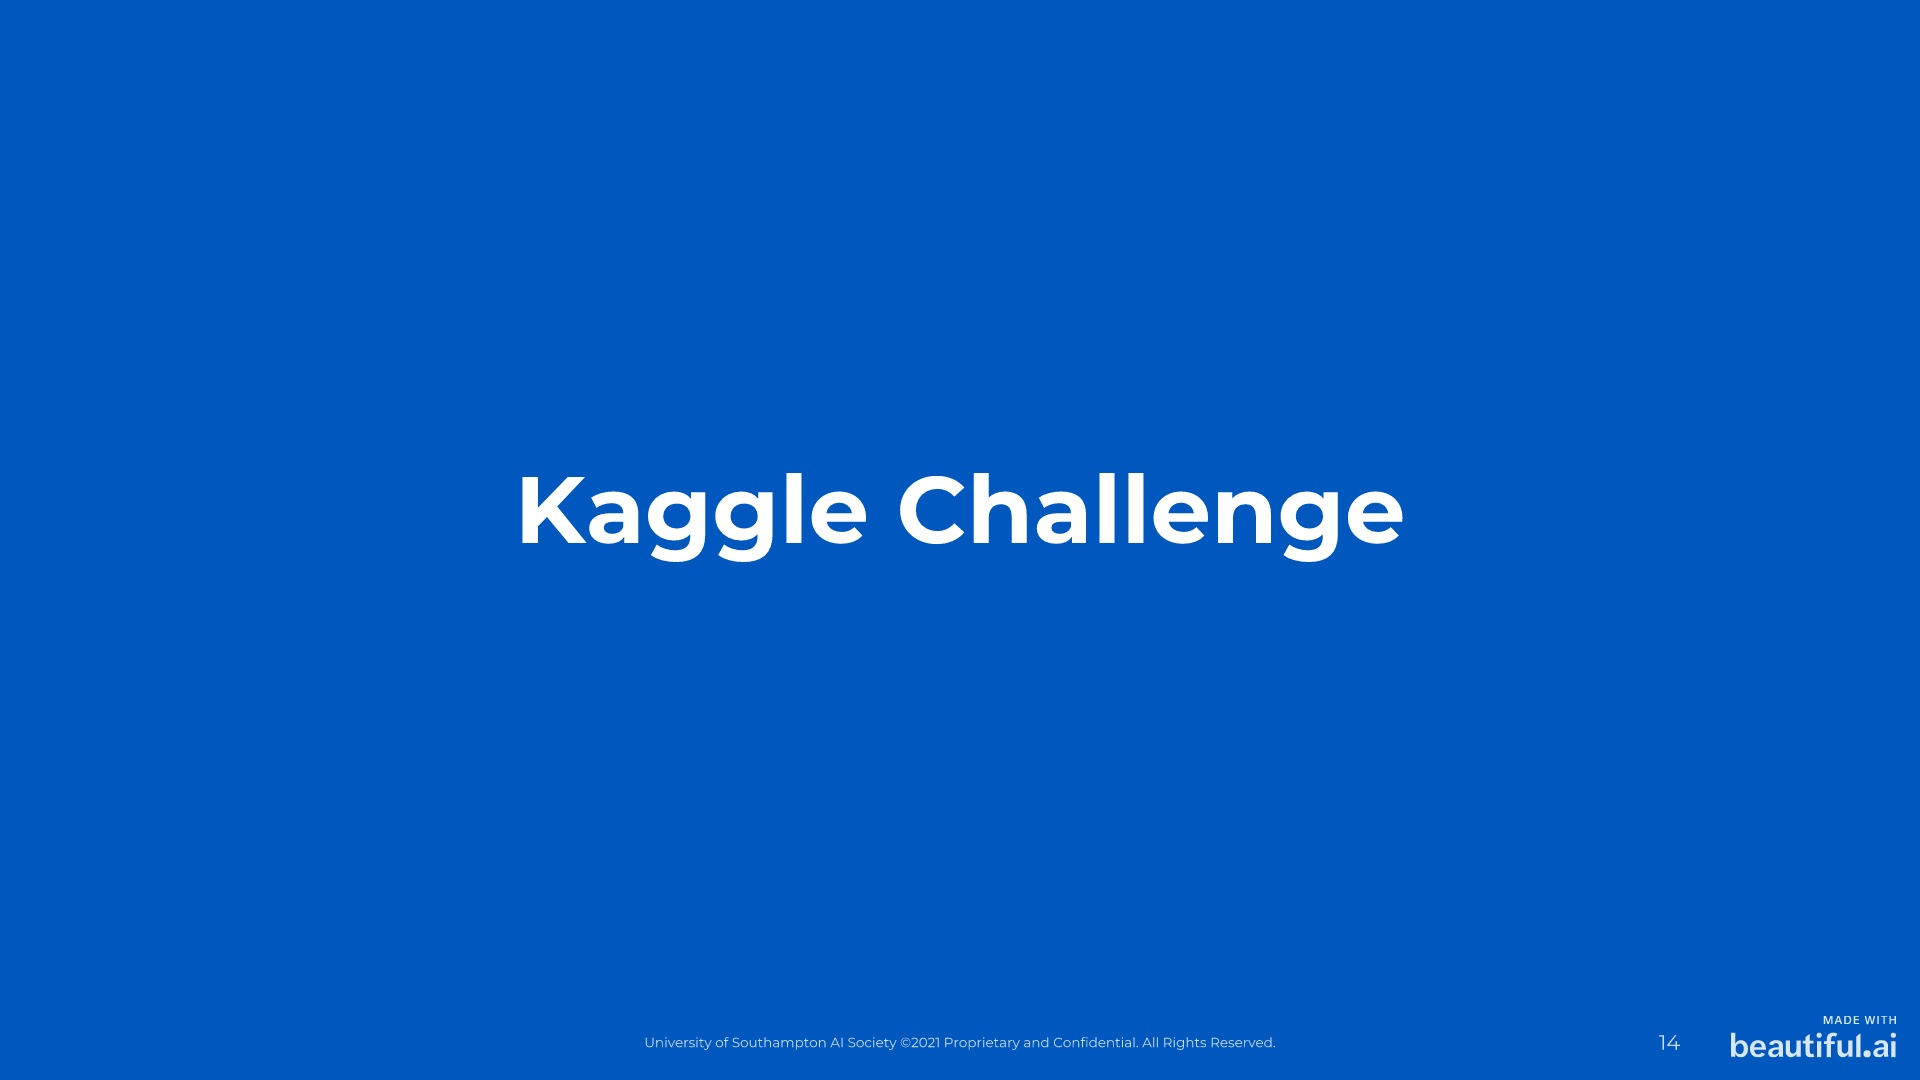 Kaggle Challenge
University of Southampton AI Society ©2021 Proprietary and Confidential. All Rights Reserved.
14
MADE WITH
beautiful.ai